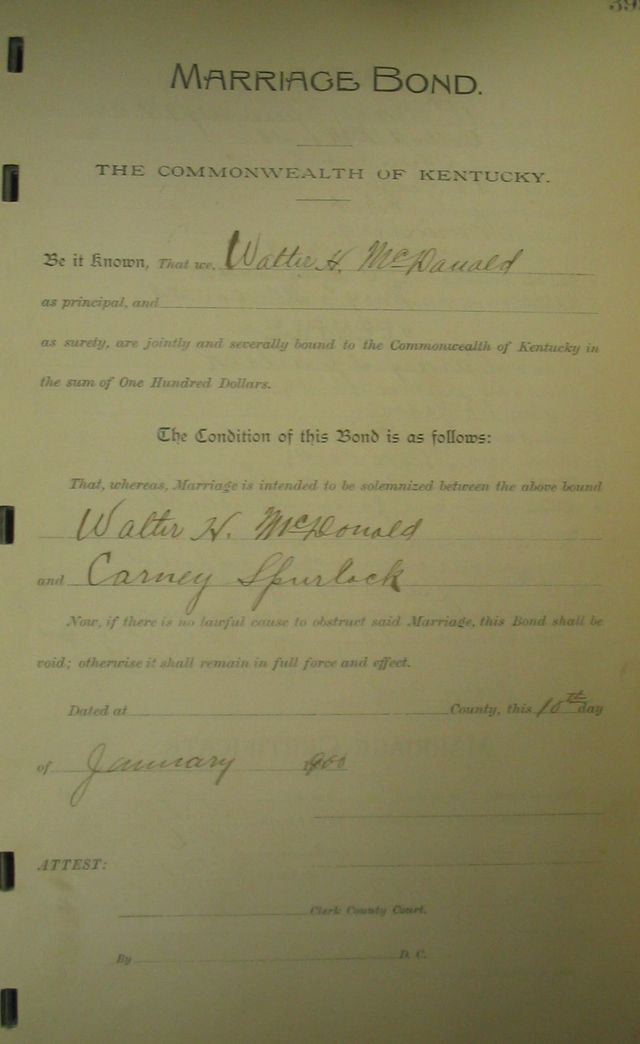 MARRIAGE BOND.
THE COMMONWEALTH OF KENTUCKY.
Be it Known, That we, Walter H. McDonald
as principal, and
as surety, are jointly and severally bound to the Commonwealth of Kentucky in
the sum of One Hundred Dollars.
The Condition of this Bond is as follows:
That, whereas, Marriage is intended to be solemnized between the above bound
Walter H. McDonald
and Carney Spurlock
Now, if there is no lawful cause to obstruct said Marriage, this Bond shall be
void; otherwise it shall remain in full force and effect.
Dated at County, this 10th day
of January 1900
ATTEST:
Clerk County Court.
By D. C.